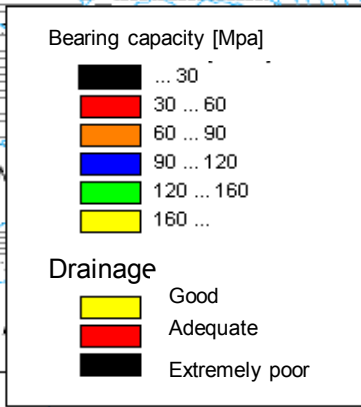 Bearing capacity [Mpa]
... 30
30 ... 60
60 ... 90
90 ... 120
120 ... 160
160 ...
Drainage
Good
Adequate
Extremely poor